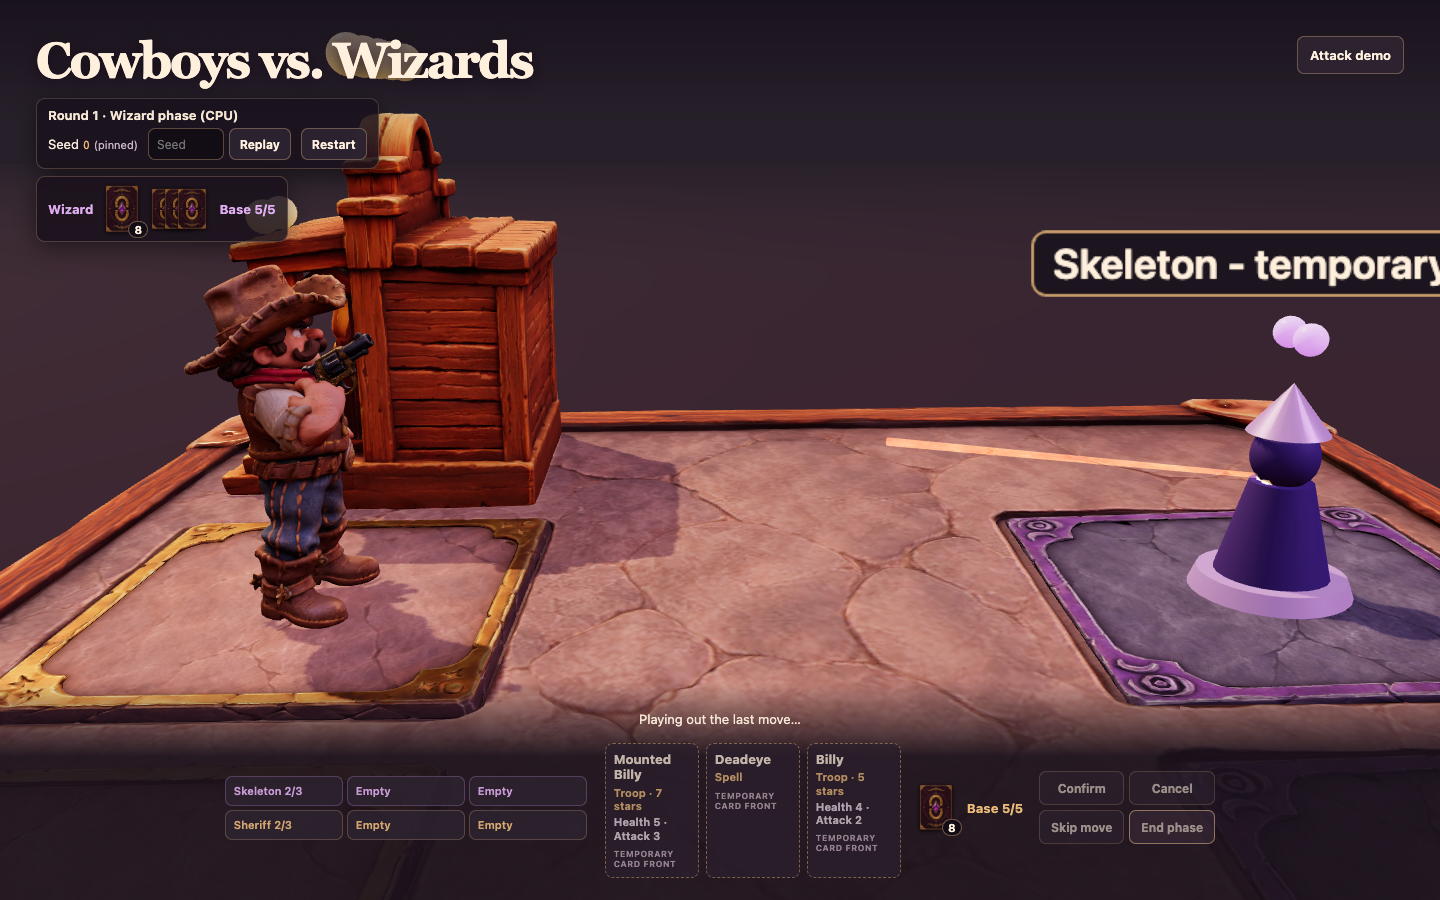 Cowboys vs. Wizards
Attack demo
Round 1 · Wizard phase (CPU)
Seed 0 (pinned) Seed Replay Restart
Wizard 8 Base 5/5
Skeleton - temporary
Playing out the last move...
Skeleton 2/3 Empty Empty
Sheriff 2/3 Empty Empty
Mounted
Billy
Troop · 7
stars
Health 5 ·
Attack 3
TEMPORARY
CARD FRONT
Deadeye
Spell
TEMPORARY
CARD FRONT
Billy
Troop · 5
stars
Health 4 ·
Attack 2
TEMPORARY
CARD FRONT
8 Base 5/5
Confirm Cancel
Skip move End phase